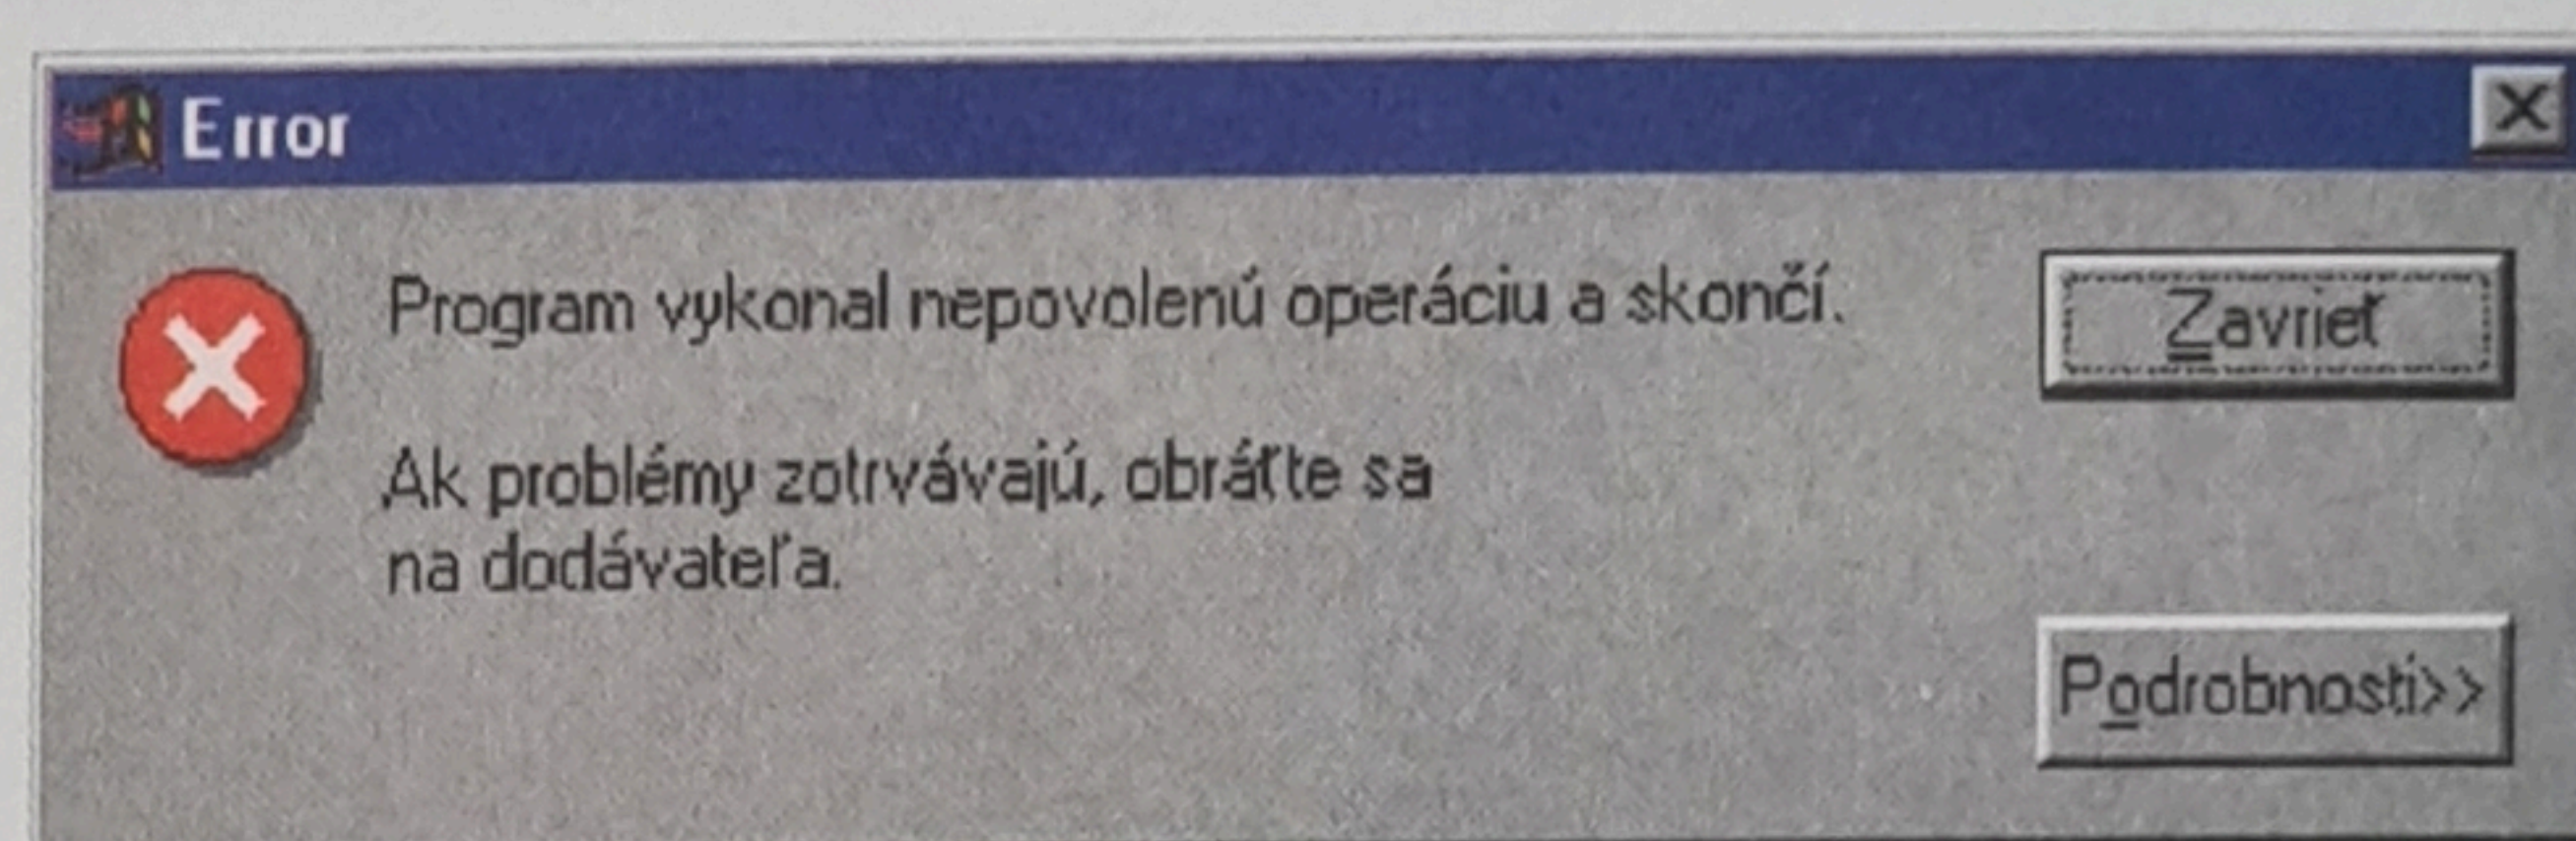 Error
Program vykonal nepovolenú operáciu a skončí.
Zavrieť
Ak problémy zotrvávajú, obráťte sa
na dodávateľa.
Podrobnosti>>